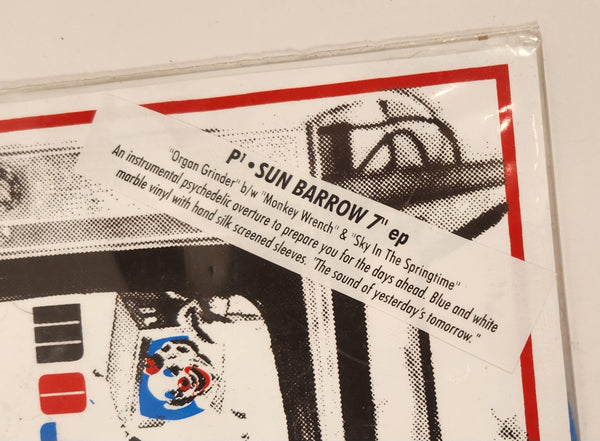 P¹ • SUN BARROW 7" ep
"Organ Grinder" b/w "Monkey Wrench" & "Sky In The Springtime"
An instrumental psychedelic overture to prepare you for the days ahead. Blue and white
marble vinyl with hand silk screened sleeves. "The sound of yesterday's tomorrow."